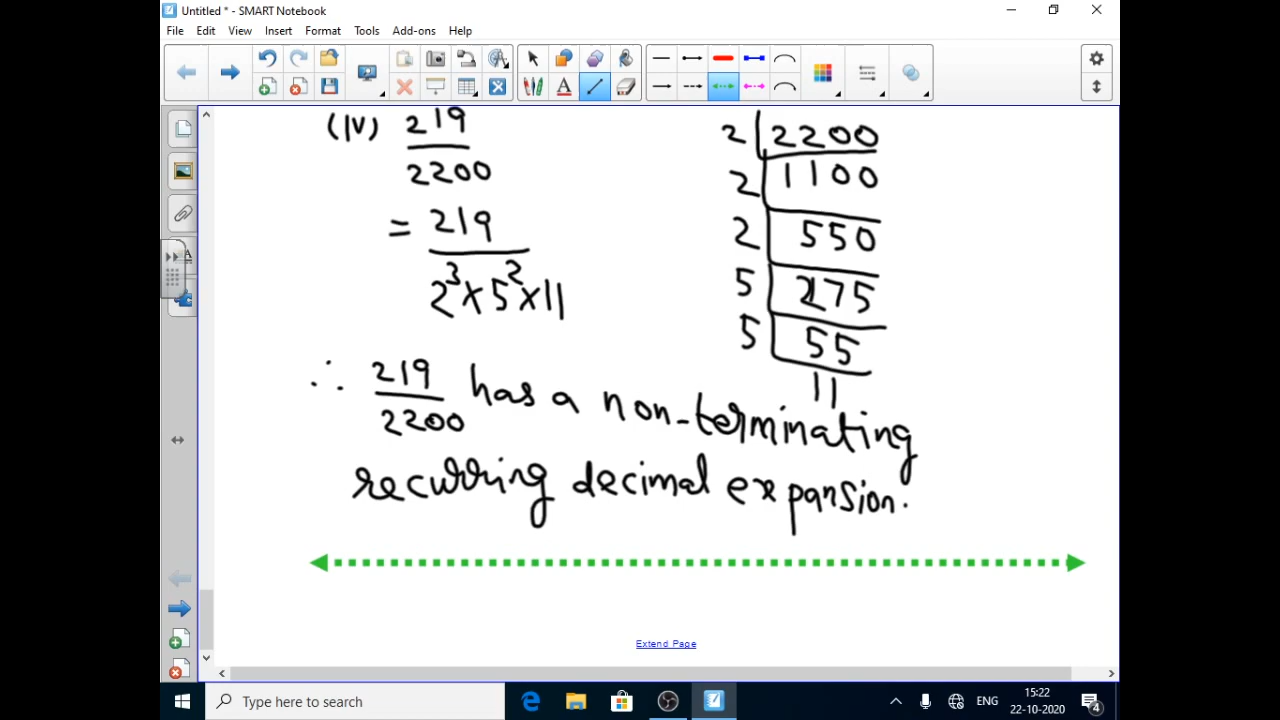 Untitled * - SMART Notebook
File Edit View Insert Format Tools Add-ons Help
(IV) 219
2200
= 219
2³ × 5² × 11
2 | 2200
2 | 1100
2 | 550
5 | 275
5 | 55
11
∴ 219/2200 has a non-terminating
recurring decimal expansion.
Extend Page
Type here to search
ENG
15:22
22-10-2020
4